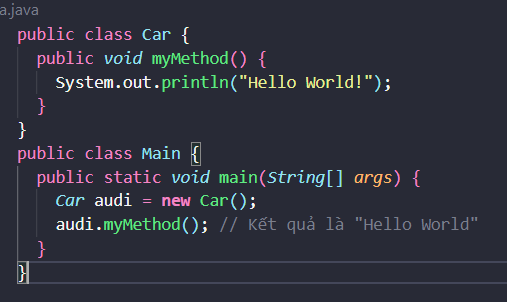 a.java
public class Car {
  public void myMethod() {
    System.out.println("Hello World!");
  }
}
public class Main {
  public static void main(String[] args) {
    Car audi = new Car();
    audi.myMethod(); // Kết quả là "Hello World"
  }
}